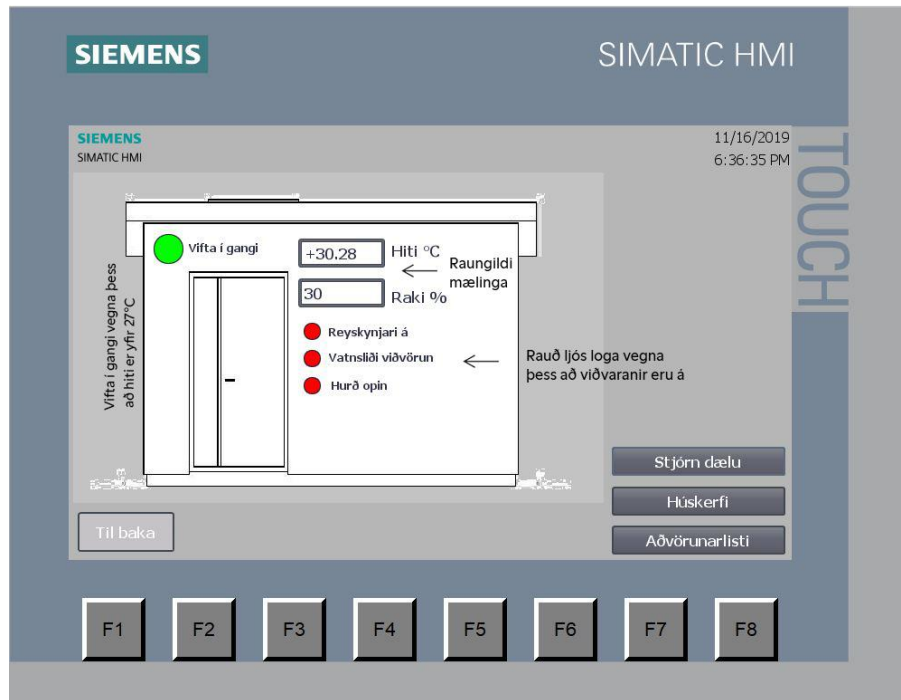 SIEMENS
SIMATIC HMI
TOUCH
SIEMENS
SIMATIC HMI
11/16/2019
6:36:35 PM
Vifta í gangi
+30.28
Hiti °C
30
Raki %
Raungildi
mælinga
Vifta í gangi vegna þess
að hiti er yfir 27°C
Reyskynjari á
Vatnsliði viðvörun
Hurð opin
Rauð ljós loga vegna
þess að viðvaranir eru á
Stjórn dælu
Húskerfi
Aðvörunarlisti
Til baka
F1 F2 F3 F4 F5 F6 F7 F8